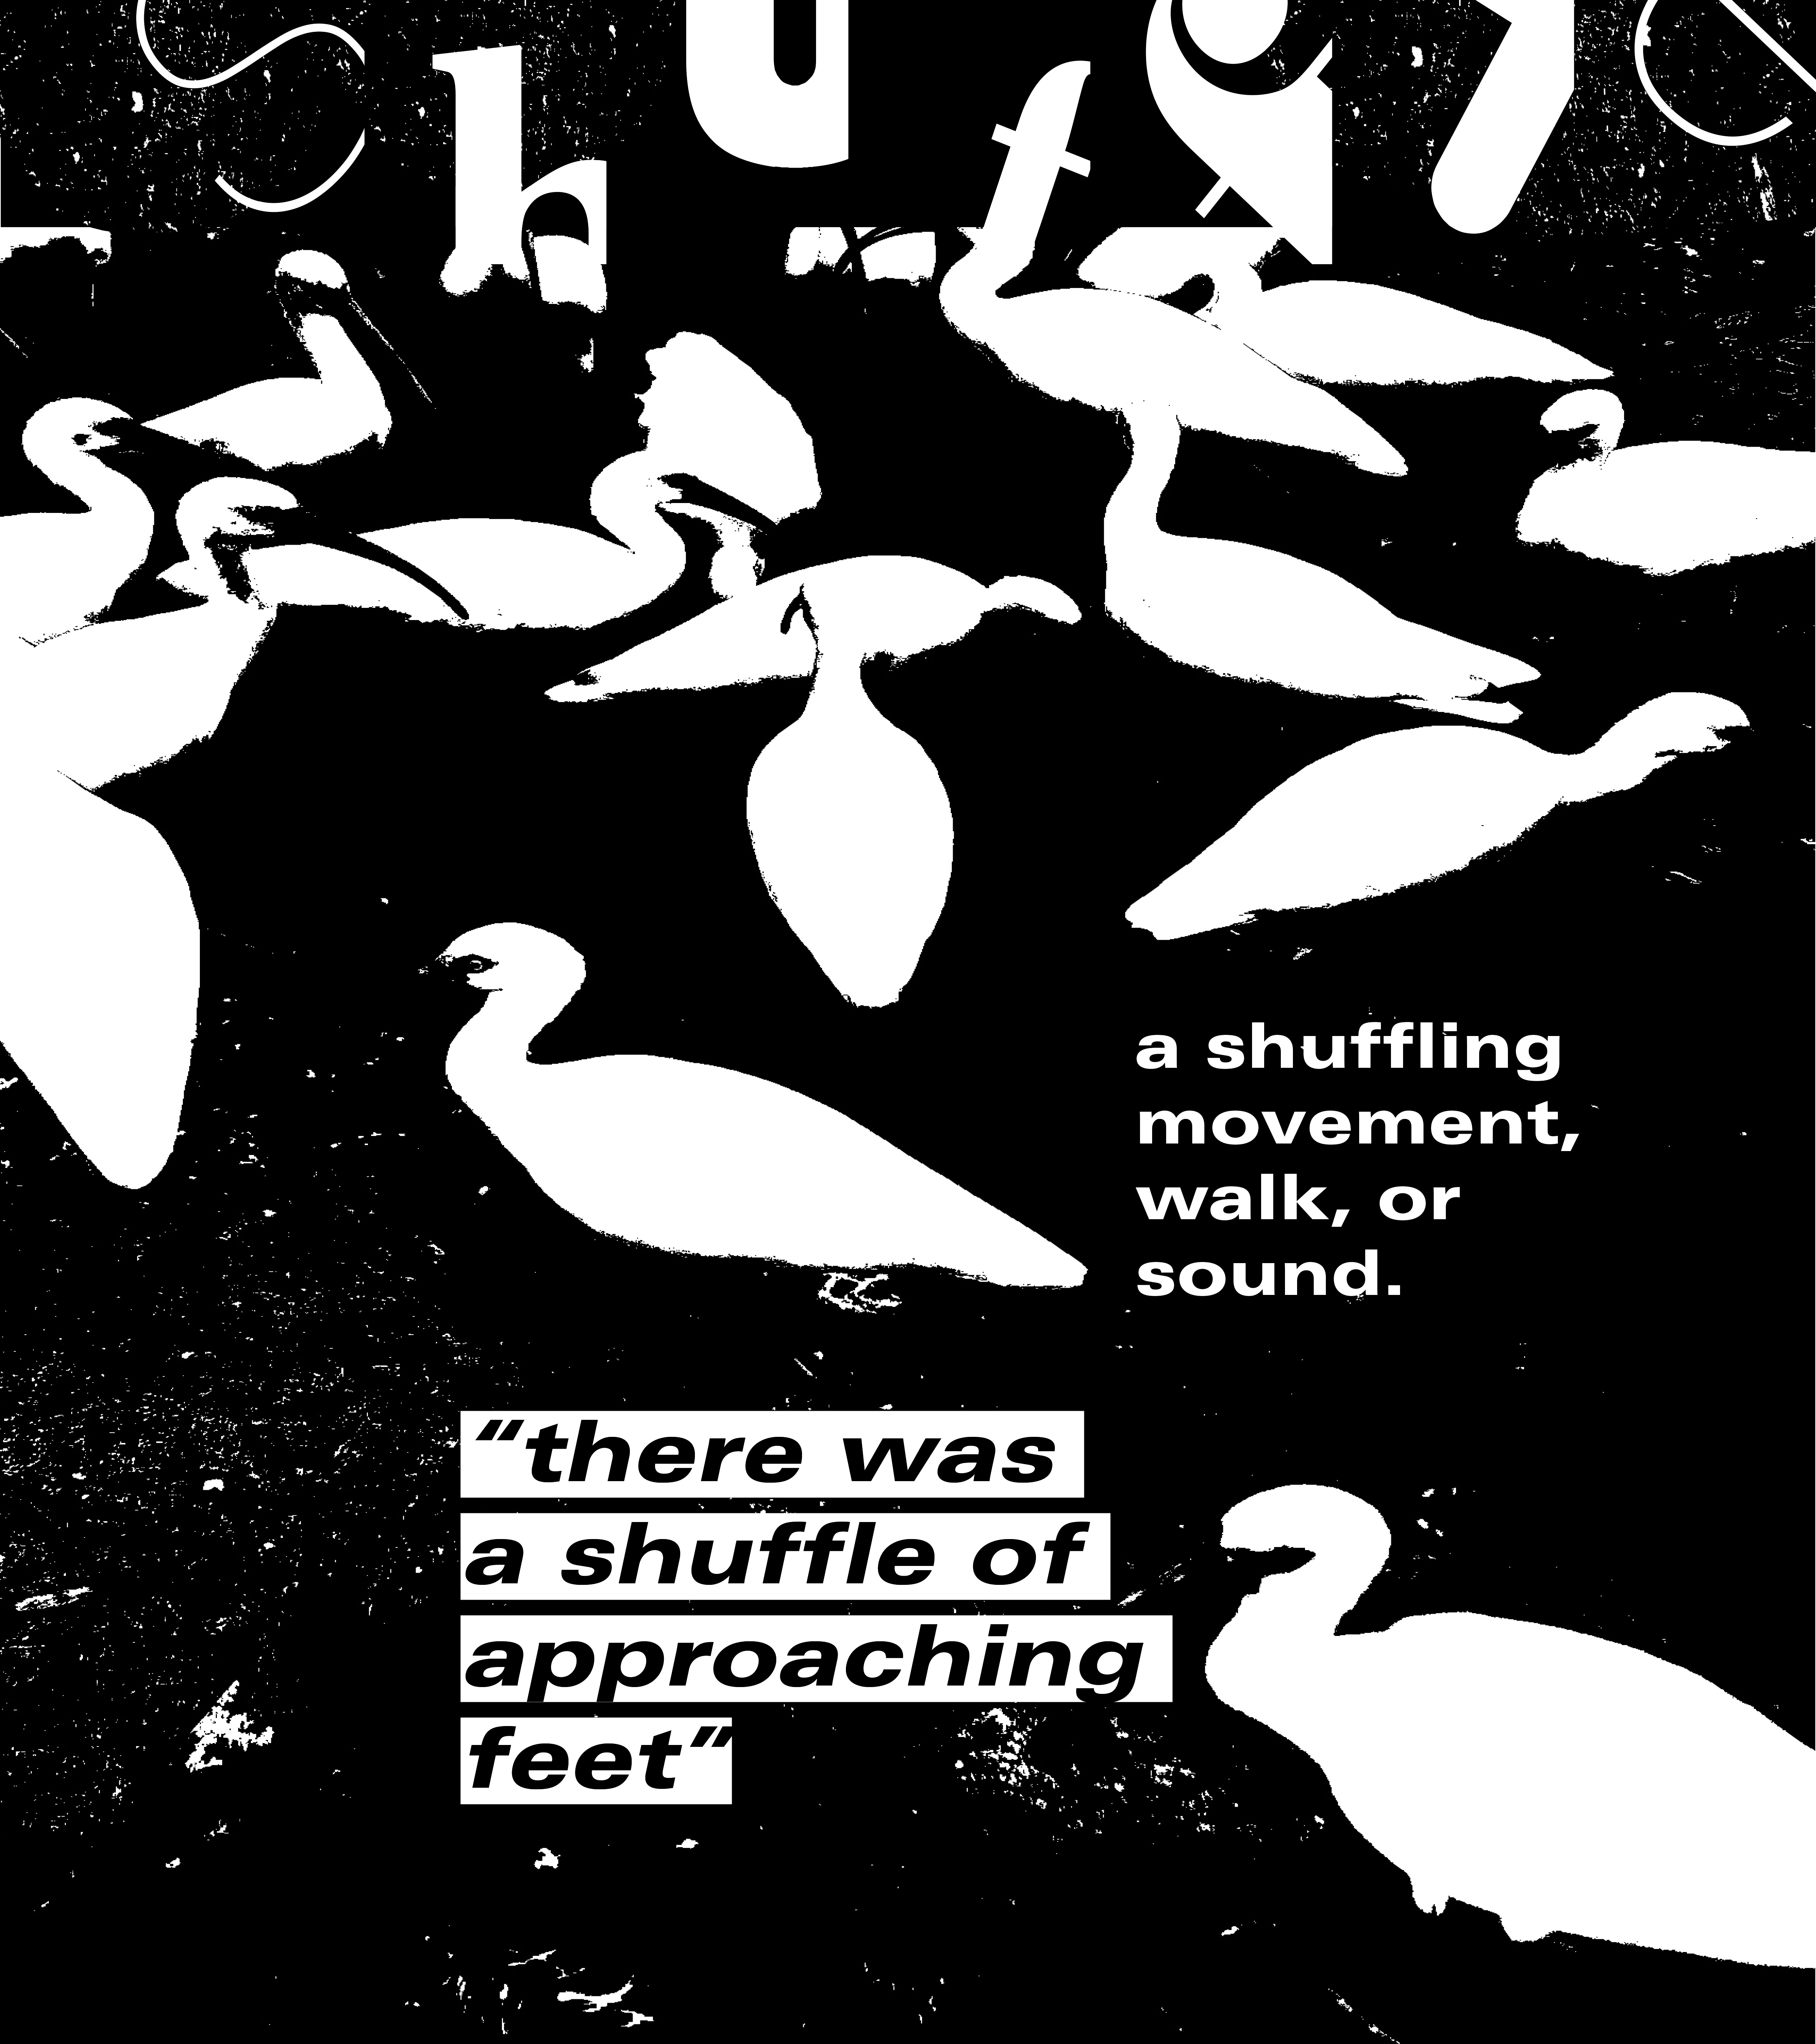 a shuffling
movement,
walk, or
sound.
"there was
a shuffle of
approaching
feet"